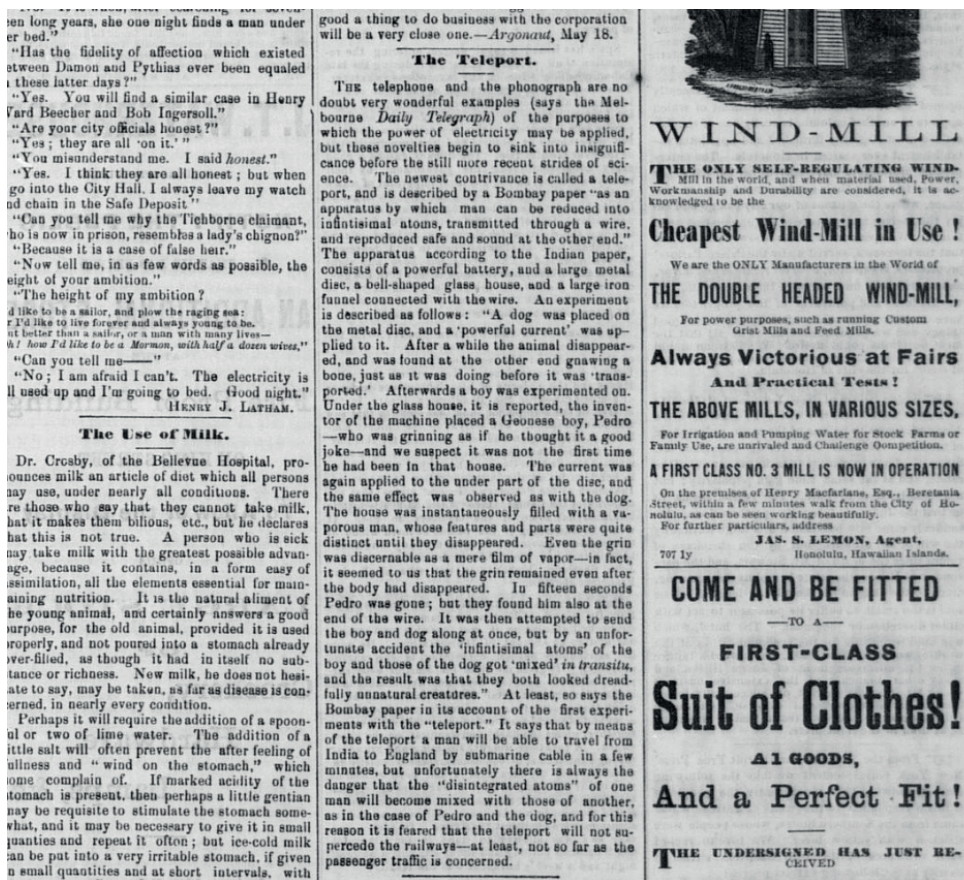 en long years, she one night finds a man under
er bed."
"Has the fidelity of affection which existed
etween Damon and Pythias ever been equaled
these latter days?"
"Yes. You will find a similar case in Henry
Vard Beecher and Bob Ingersoll."
"Are your city officials honest?"
"Yes; they are all 'on it.'"
"You misunderstand me. I said honest."
"Yes. I think they are all honest; but when
go into the City Hall, I always leave my watch
nd chain in the Safe Deposit"
"Can you tell me why the Tichborne claimant,
ho is now in prison, resembles a lady's chignon?"
"Because it is a case of false heir."
"Now tell me, in as few words as possible, the
eight of your ambition."
"The height of my ambition?
d like to be a sailor, and plow the raging sea:
r I'd like to live forever and always young to be.
ut better than a sailor, or a man with many lives—
h! how I'd like to be a Mormon, with half a dozen wives,"
"Can you tell me——"
"No; I am afraid I can't. The electricity is
ll used up and I'm going to bed. Good night."
HENRY J. LATHAM.
The Use of Milk.
Dr. Crosby, of the Bellevue Hospital, pro-
ounces milk an article of diet which all persons
ay use, under nearly all conditions. There
re those who say that they cannot take milk,
hat it makes them bilious, etc., but he declares
hat this is not true. A person who is sick
ay take milk with the greatest possible advan-
age, because it contains, in a form easy of
ssimilation, all the elements essential for main-
aining nutrition. It is the natural aliment of
he young animal, and certainly answers a good
urpose, for the old animal, provided it is used
roperly, and not poured into a stomach already
ver-filled, as though it had in itself no sub-
tance or richness. New milk, he does not hesi-
ate to say, may be taken, as far as disease is con-
erned, in nearly every condition.
Perhaps it will require the addition of a spoon-
ul or two of lime water. The addition of a
ittle salt will often prevent the after feeling of
ullness and "wind on the stomach," which
ome complain of. If marked acidity of the
tomach is present, then perhaps a little gentian
ay be requisite to stimulate the stomach some-
what, and it may be necessary to give it in small
quanties and repeat it often; but ice-cold milk
an be put into a very irritable stomach, if given
n small quantities and at short intervals, with
good a thing to do business with the corporation
will be a very close one.—Argonaut, May 18.
The Teleport.
THE telephone and the phonograph are no
doubt very wonderful examples (says the Mel-
bourne Daily Telegraph) of the purposes to
which the power of electricity may be applied,
but these novelties begin to sink into insignifi-
cance before the still more recent strides of sci-
ence. The newest contrivance is called a tele-
port, and is described by a Bombay paper "as an
apparatus by which man can be reduced into
infintisimal atoms, transmitted through a wire,
and reproduced safe and sound at the other end."
The apparatus according to the Indian paper,
consists of a powerful battery, and a large metal
disc, a bell-shaped glass, house, and a large iron
funnel connected with the wire. An experiment
is described as follows: "A dog was placed on
the metal disc, and a 'powerful current' was ap-
plied to it. After a while the animal disappear-
ed, and was found at the other end gnawing a
bone, just as it was doing before it was 'trans-
ported.' Afterwards a boy was experimented on.
Under the glass house, it is reported, the inven-
tor of the machine placed a Geonese boy, Pedro
—who was grinning as if he thought it a good
joke—and we suspect it was not the first time
he had been in that house. The current was
again applied to the under part of the disc, and
the same effect was observed as with the dog.
The house was instantaneously filled with a va-
porous man, whose features and parts were quite
distinct until they disappeared. Even the grin
was discernable as a mere film of vapor—in fact,
it seemed to us that the grin remained even after
the body had disappeared. In fifteen seconds
Pedro was gone; but they found him also at the
end of the wire. It was then attempted to send
the boy and dog along at once, but by an unfor-
tunate accident the 'infintisimal atoms' of the
boy and those of the dog got 'mixed' in transitu,
and the result was that they both looked dread-
fully unnatural creatures." At least, so says the
Bombay paper in its account of the first experi-
ments with the "teleport." It says that by means
of the teleport a man will be able to travel from
India to England by submarine cable in a few
minutes, but unfortunately there is always the
danger that the "disintegrated atoms" of one
man will become mixed with those of another,
as in the case of Pedro and the dog, and for this
reason it is feared that the teleport will not su-
percede the railways—at least, not so far as the
passenger traffic is concerned.
WIND-MILL
THE ONLY SELF-REGULATING WIND-
Mill in the world, and when material used, Power,
Workmanship and Durability are considered, it is ac-
knowledged to be the
Cheapest Wind-Mill in Use!
We are the ONLY Manufacturers in the World of
THE DOUBLE HEADED WIND-MILL,
For power purposes, such as running Custom
Grist Mills and Feed Mills.
Always Victorious at Fairs
And Practical Tests!
THE ABOVE MILLS, IN VARIOUS SIZES,
For Irrigation and Pumping Water for Stock Farms or
Family Use, are unrivaled and Challenge Competition.
A FIRST CLASS NO. 3 MILL IS NOW IN OPERATION
On the premises of Henry Macfarlane, Esq., Beretania
Street, within a few minutes walk from the City of Ho-
nolulu, as can be seen working beautifully.
For further particulars, address
JAS. S. LEMON, Agent,
707 1y Honolulu, Hawaiian Islands.
COME AND BE FITTED
—TO A—
FIRST-CLASS
Suit of Clothes!
A 1 GOODS,
And a Perfect Fit!
THE UNDERSIGNED HAS JUST RE-
CEIVED